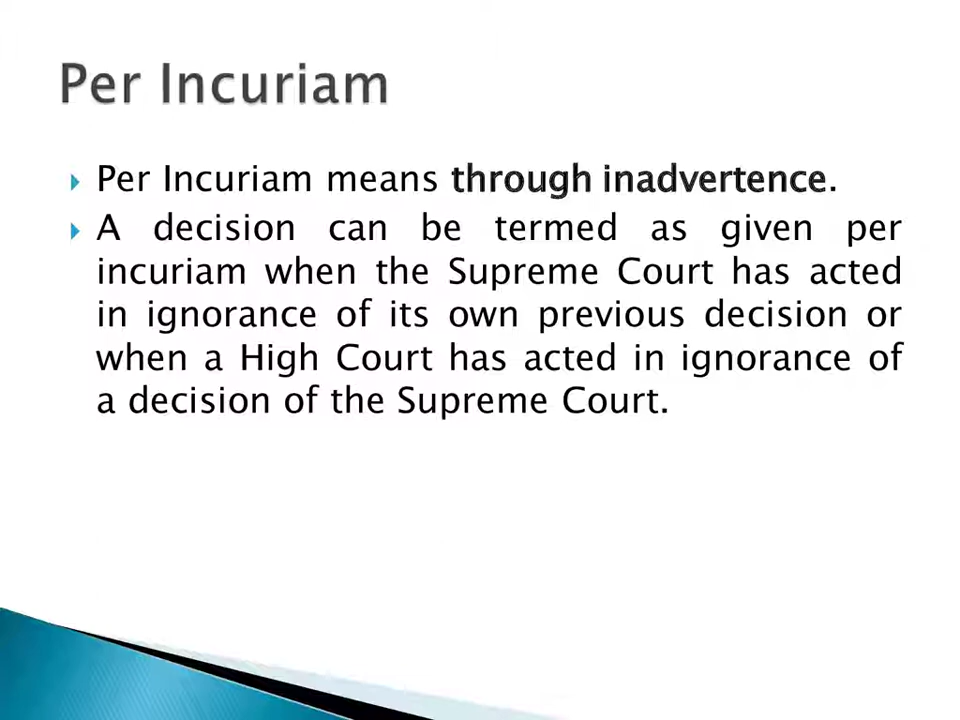 Per Incuriam
Per Incuriam means through inadvertence.
A decision can be termed as given per
incuriam when the Supreme Court has acted
in ignorance of its own previous decision or
when a High Court has acted in ignorance of
a decision of the Supreme Court.